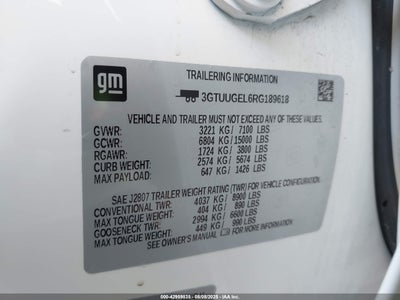 gm
TRAILERING INFORMATION
3GTUUGEL6RG189618
VEHICLE AND TRAILER MUST NOT EXCEED ANY OF THESE VALUES:
GVWR: 3221 KG/ 7100 LBS
GCWR: 6804 KG/15000 LBS
RGAWR: 1724 KG/ 3800 LBS
CURB WEIGHT: 2574 KG/ 5674 LBS
MAX PAYLOAD: 647 KG/ 1426 LBS
SAE J2807 TRAILER WEIGHT RATING (TWR) FOR VEHICLE CONFIGURATION.
CONVENTIONAL TWR: 4037 KG/ 8900 LBS
MAX TONGUE WEIGHT: 404 KG/ 890 LBS
GOOSENECK TWR: 2994 KG/ 6600 LBS
MAX TONGUE WEIGHT: 449 KG/ 990 LBS
SEE OWNER'S MANUAL FOR MORE INFORMATION.
000-42909535 - 08/09/2025 - IAAI